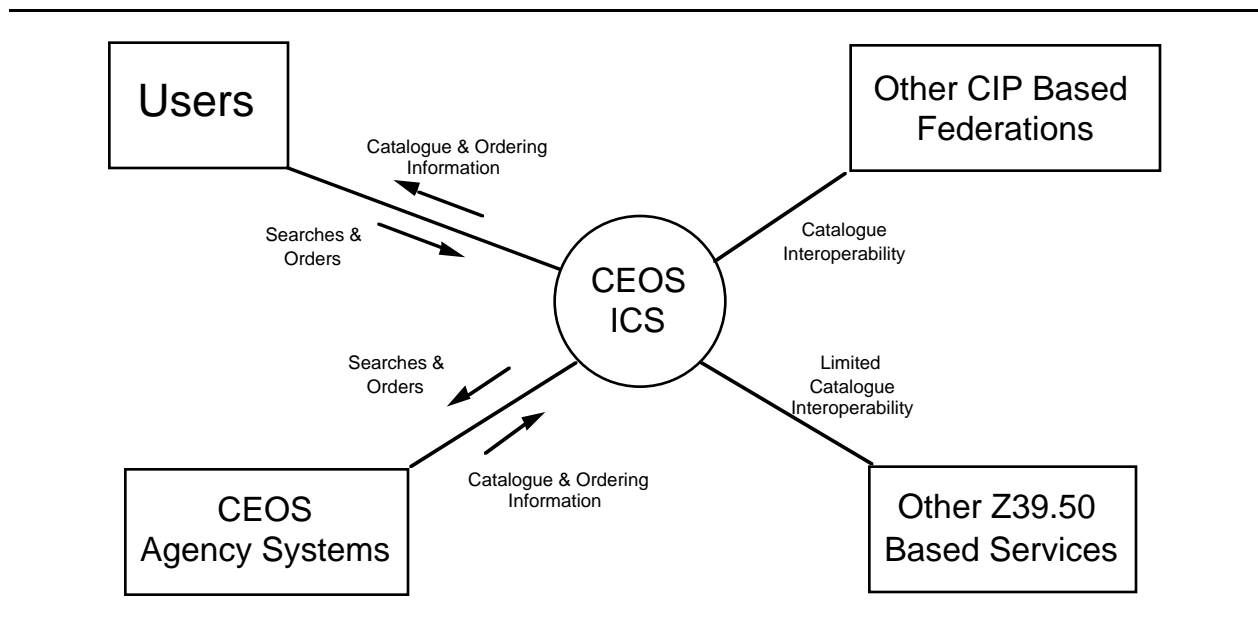 Users
Other CIP Based
Federations
Catalogue & Ordering
Information
Searches &
Orders
Catalogue
Interoperability
CEOS
ICS
Searches &
Orders
Limited
Catalogue
Interoperability
Catalogue & Ordering
Information
CEOS
Agency Systems
Other Z39.50
Based Services